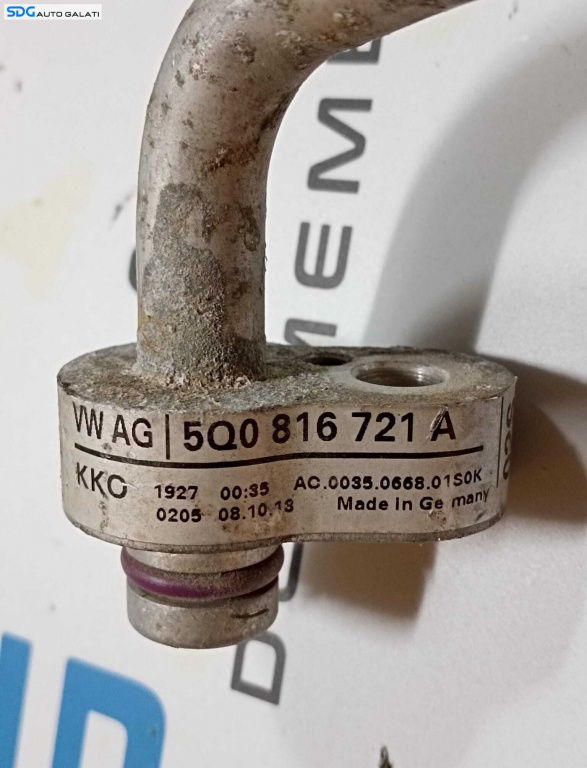 SDG AUTO GALATI
VW AG | 5Q0 816 721 A
KKC 1927 00:35 AC.0035.0668.01S0K
0205 08.10.13 Made in Ge many